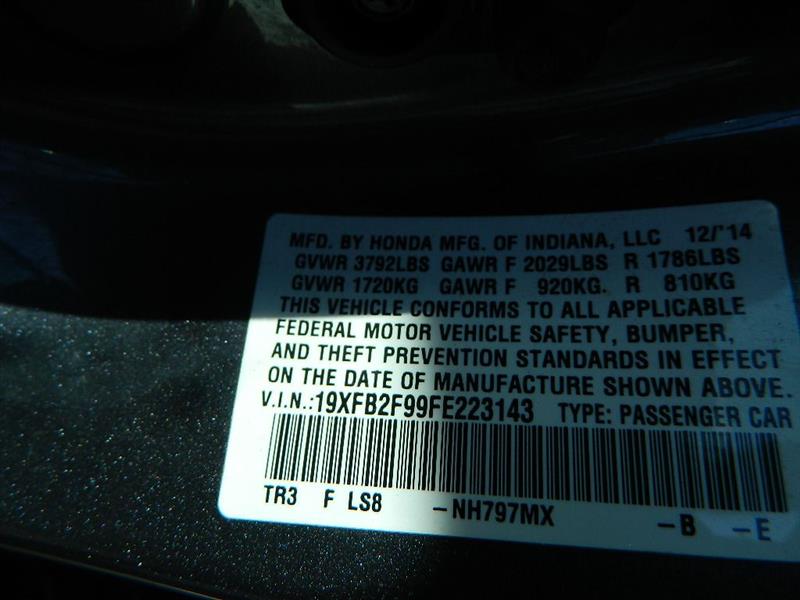 MFD. BY HONDA MFG. OF INDIANA, LLC 12/'14
GVWR 3792LBS GAWR F 2029LBS R 1786LBS
GVWR 1720KG GAWR F 920KG. R 810KG
THIS VEHICLE CONFORMS TO ALL APPLICABLE
FEDERAL MOTOR VEHICLE SAFETY, BUMPER,
AND THEFT PREVENTION STANDARDS IN EFFECT
ON THE DATE OF MANUFACTURE SHOWN ABOVE.
V.I.N.:19XFB2F99FE223143 TYPE: PASSENGER CAR
TR3 F LS8 -NH797MX -B -E